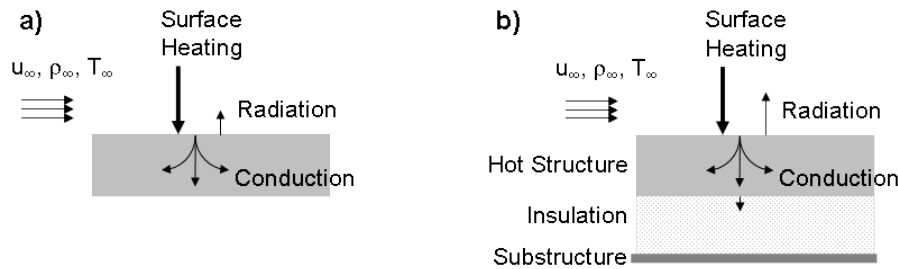 a)
Surface
Heating
u∞, ρ∞, T∞
Radiation
Conduction
b)
Surface
Heating
u∞, ρ∞, T∞
Radiation
Hot Structure
Conduction
Insulation
Substructure